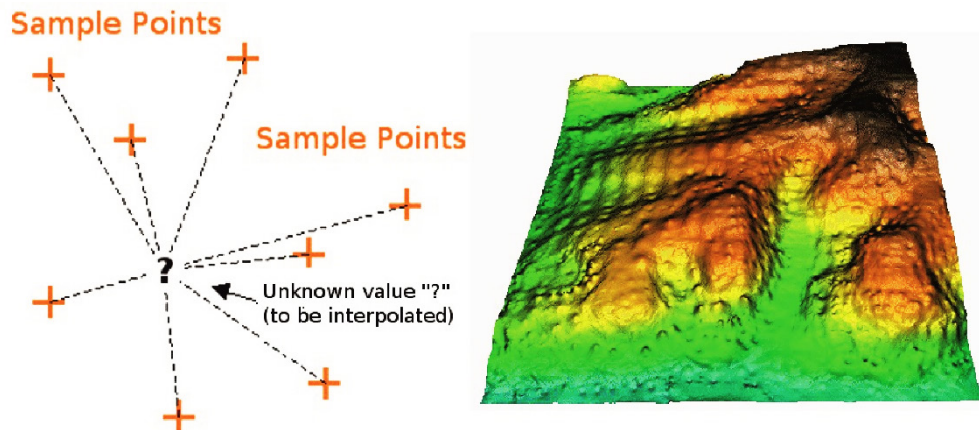 Sample Points
Sample Points
?
Unknown value "?"
(to be interpolated)